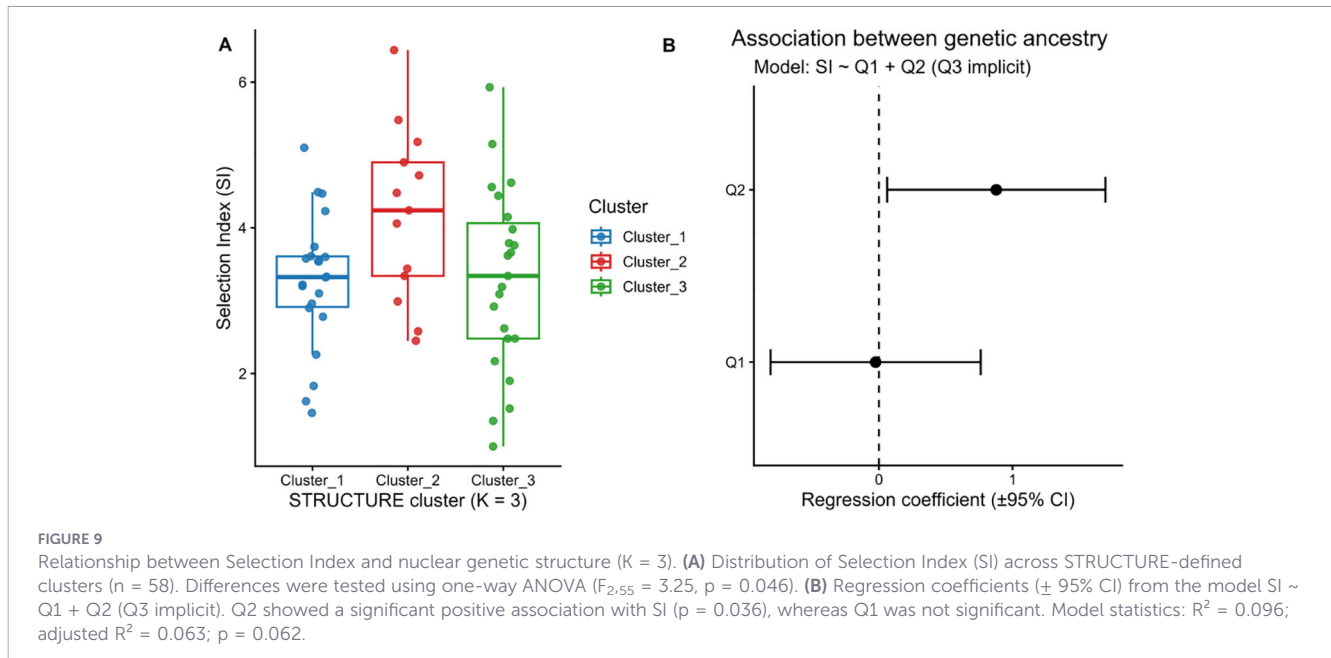 A
Selection Index (SI)
6
4
2
Cluster_1 Cluster_2 Cluster_3
STRUCTURE cluster (K = 3)
Cluster
Cluster_1
Cluster_2
Cluster_3
B
Association between genetic ancestry
Model: SI ~ Q1 + Q2 (Q3 implicit)
Q2
Q1
0 1
Regression coefficient (±95% CI)
FIGURE 9
Relationship between Selection Index and nuclear genetic structure (K = 3). (A) Distribution of Selection Index (SI) across STRUCTURE-defined
clusters (n = 58). Differences were tested using one-way ANOVA (F₂,₅₅ = 3.25, p = 0.046). (B) Regression coefficients (± 95% CI) from the model SI ~
Q1 + Q2 (Q3 implicit). Q2 showed a significant positive association with SI (p = 0.036), whereas Q1 was not significant. Model statistics: R² = 0.096;
adjusted R² = 0.063; p = 0.062.